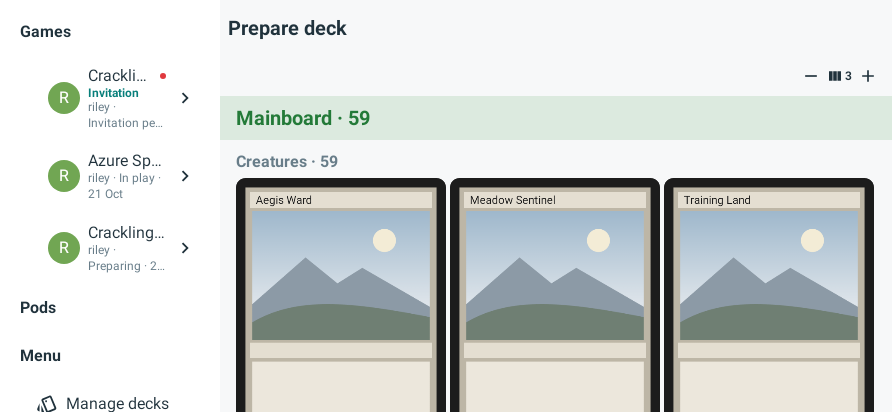 Games
R
Crackli...
Invitation
riley ·
Invitation pe...
R
Azure Sp...
riley · In play ·
21 Oct
R
Crackling...
riley ·
Preparing · 2...
Pods
Menu
Manage decks
Prepare deck
3
Mainboard · 59
Creatures · 59
Aegis Ward
Meadow Sentinel
Training Land